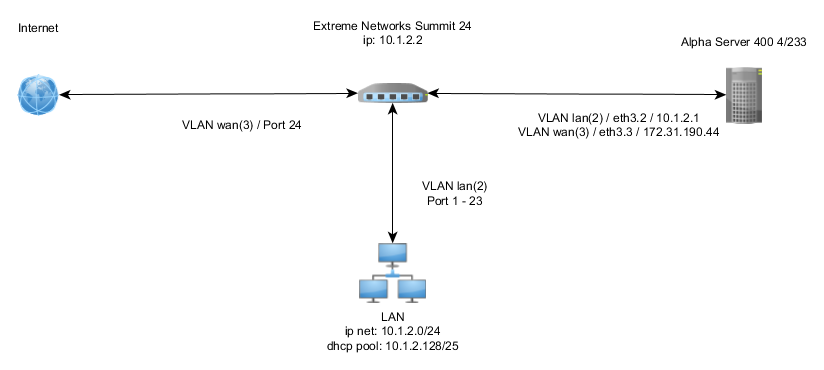 Internet
Extreme Networks Summit 24
ip: 10.1.2.2
Alpha Server 400 4/233
VLAN wan(3) / Port 24
VLAN lan(2) / eth3.2 / 10.1.2.1
VLAN wan(3) / eth3.3 / 172.31.190.44
VLAN lan(2)
Port 1 - 23
LAN
ip net: 10.1.2.0/24
dhcp pool: 10.1.2.128/25